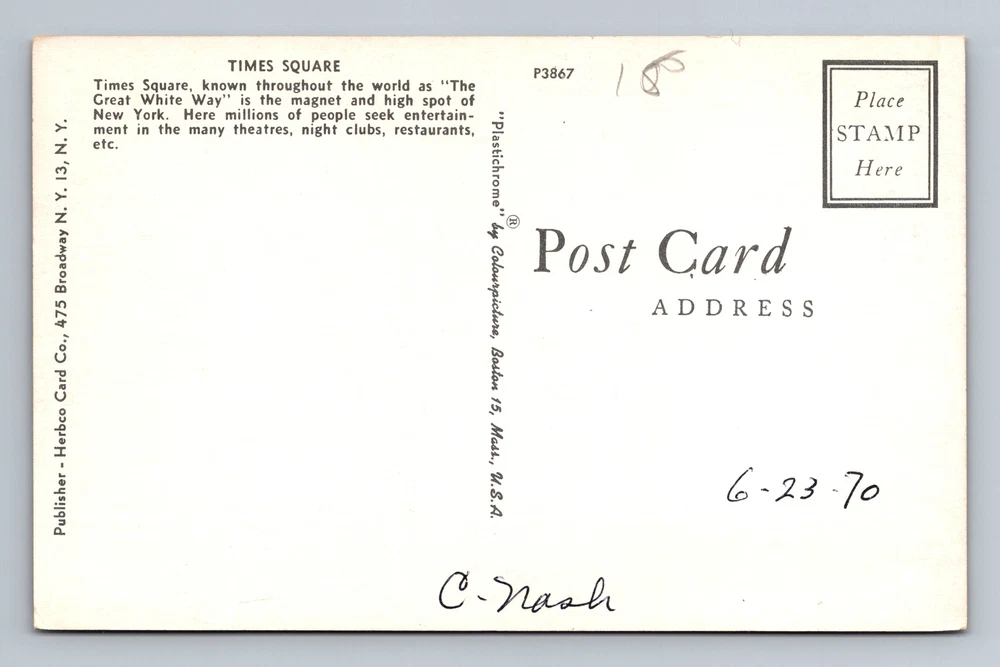 TIMES SQUARE
Times Square, known throughout the world as "The
Great White Way" is the magnet and high spot of
New York. Here millions of people seek entertain-
ment in the many theatres, night clubs, restaurants,
etc.
Publisher - Herbco Card Co., 475 Broadway N. Y. 13, N. Y.
"Plastichrome"® by Colourpicture, Boston 15, Mass., U.S.A.
P3867
180
Place
STAMP
Here
Post Card
ADDRESS
6-23-70
C-Nash